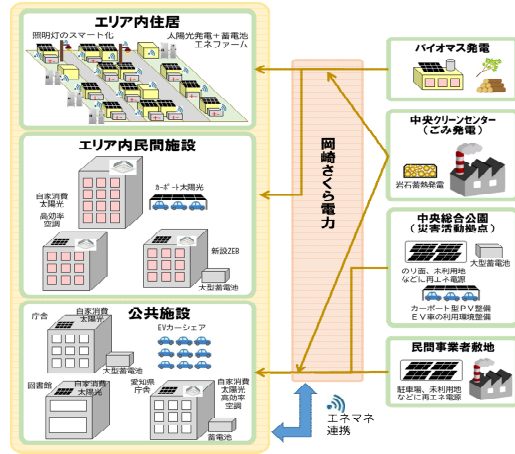 エリア内住居
照明灯のスマート化
太陽光発電＋蓄電池
エネファーム
エリア内民間施設
自家消費
太陽光
高効率
空調
カーポート太陽光
新設ZEB
大型蓄電池
公共施設
庁舎
自家消費
太陽光
大型蓄電池
EVカーシェア
図書館
自家消費
太陽光
愛知県
庁舎
自家消費
太陽光
高効率
空調
蓄電池
岡崎さくら電力
エネマネ
連携
バイオマス発電
中央クリーンセンター
（ごみ発電）
岩石蓄熱発電
中央総合公園
（災害活動拠点）
大型蓄電池
のり面、未利用地
などに再エネ電源
カーポート型PV整備
EV車の利用環境整備
民間事業者敷地
駐車場、未利用地
などに再エネ電源